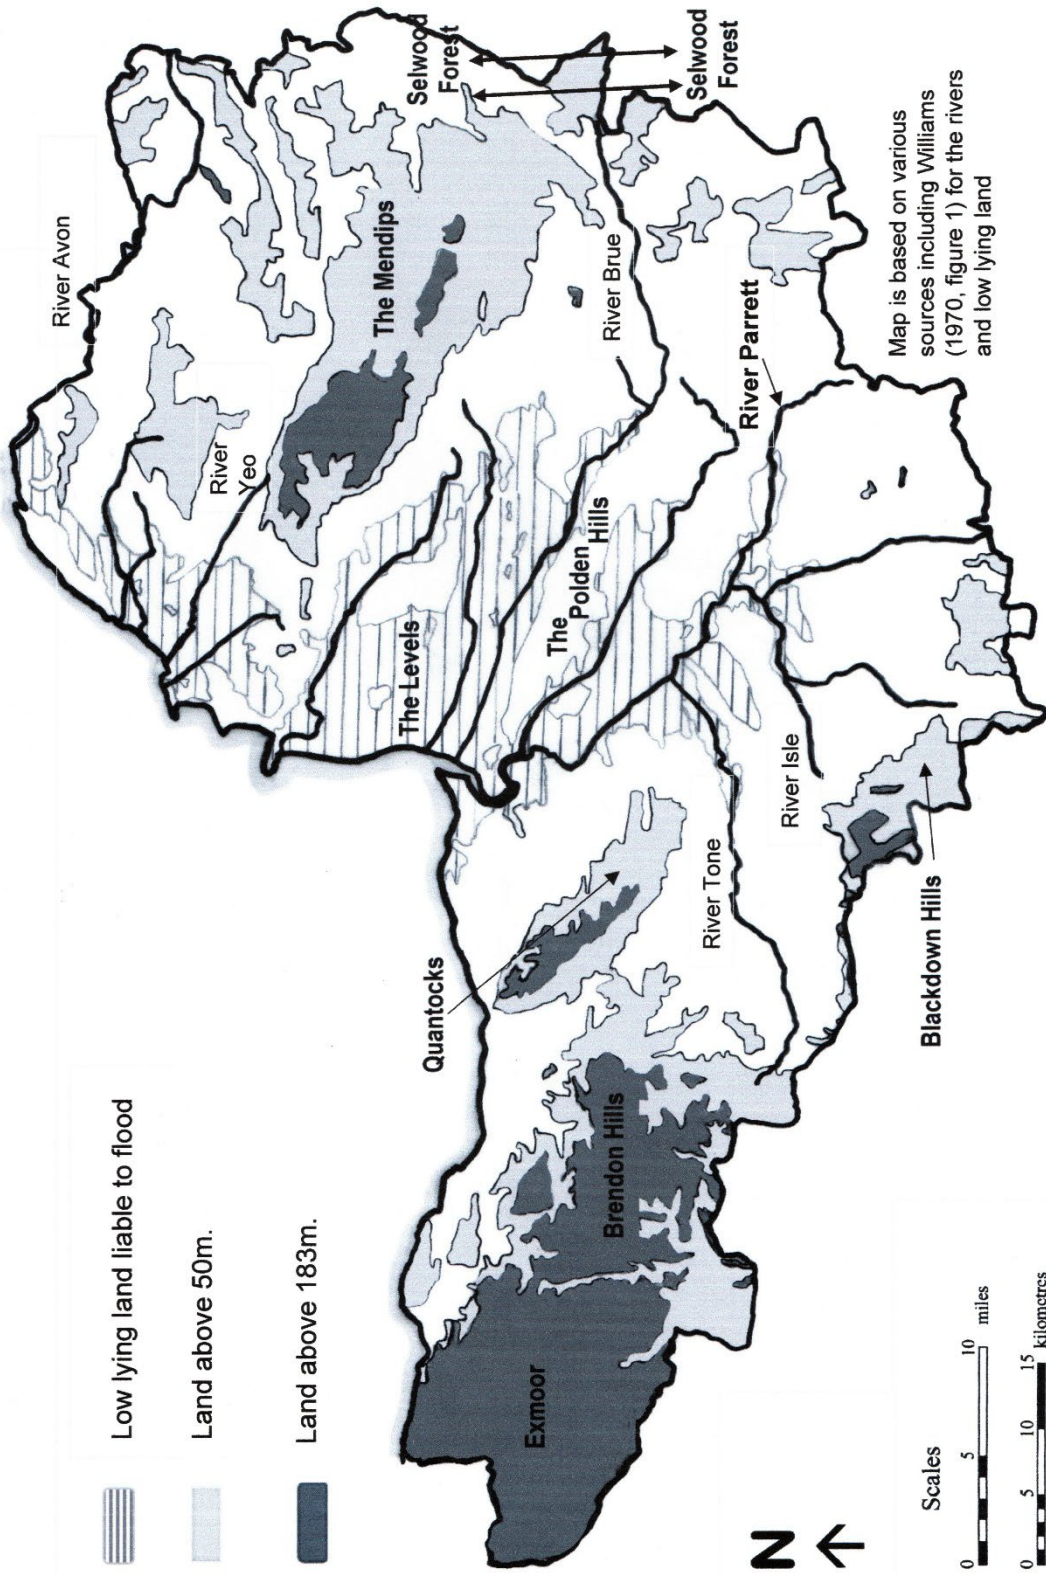 Low lying land liable to flood
Land above 50m.
Land above 183m.
Exmoor
Brendon Hills
Quantocks
River Tone
Blackdown Hills
River Isle
The Levels
The
Polden
Hills
River
Yeo
The Mendips
River Avon
River Brue
River Parrett
Selwood
Forest
Selwood
Forest
Map is based on various
sources including Williams
(1970, figure 1) for the rivers
and low lying land
N
Scales
0 5 10 miles
0 5 10 15 kilometres